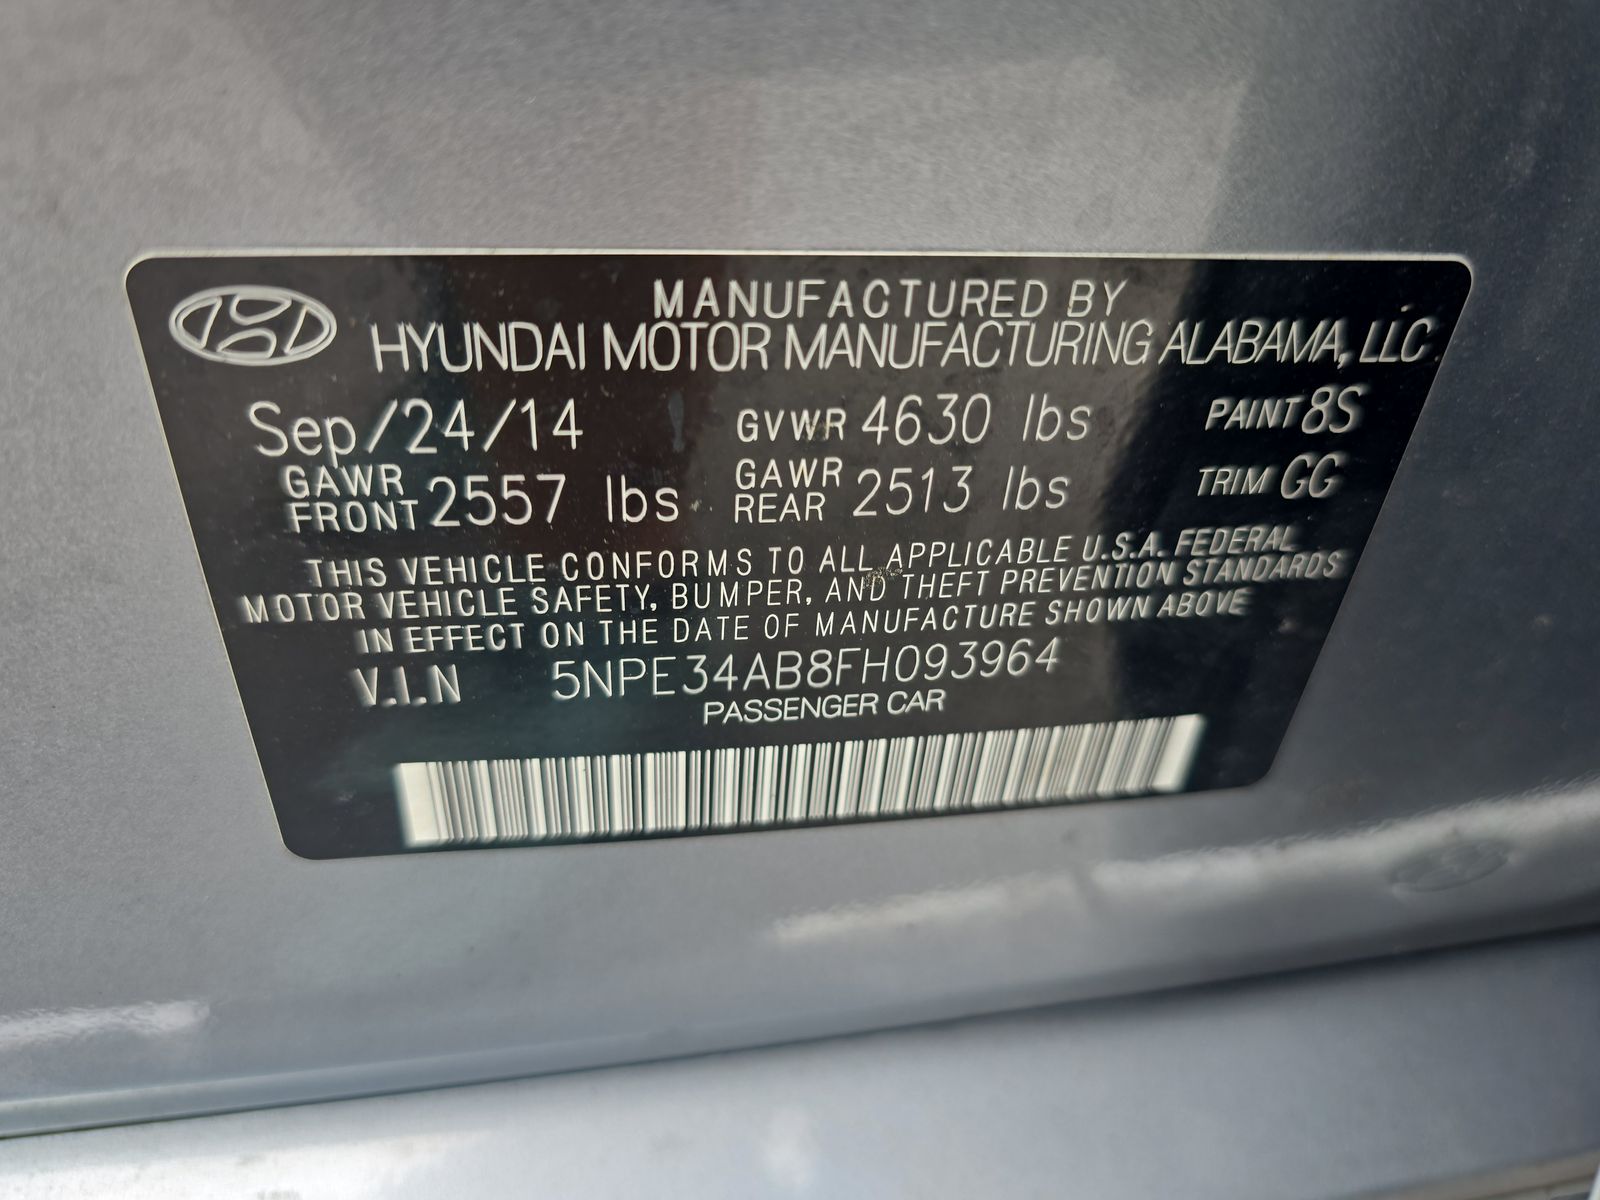 MANUFACTURED BY
HYUNDAI MOTOR MANUFACTURING ALABAMA, LLC
Sep/24/14 GVWR 4630 lbs PAINT 8S
GAWR FRONT 2557 lbs GAWR REAR 2513 lbs TRIM GG
THIS VEHICLE CONFORMS TO ALL APPLICABLE U.S.A. FEDERAL
MOTOR VEHICLE SAFETY, BUMPER, AND THEFT PREVENTION STANDARDS
IN EFFECT ON THE DATE OF MANUFACTURE SHOWN ABOVE
V.I.N 5NPE34AB8FH093964
PASSENGER CAR